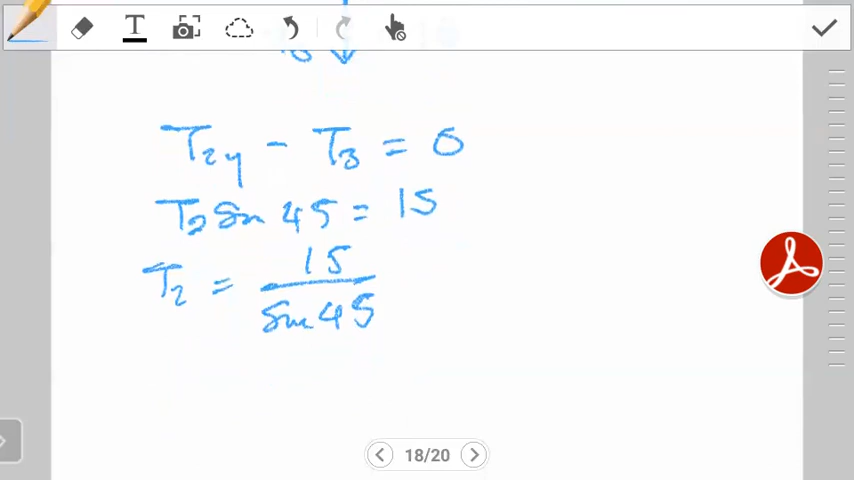 T
T₂y - T₃ = 0
T₂ Sin 45 = 15
T₂ = 15 / Sin 45
18/20